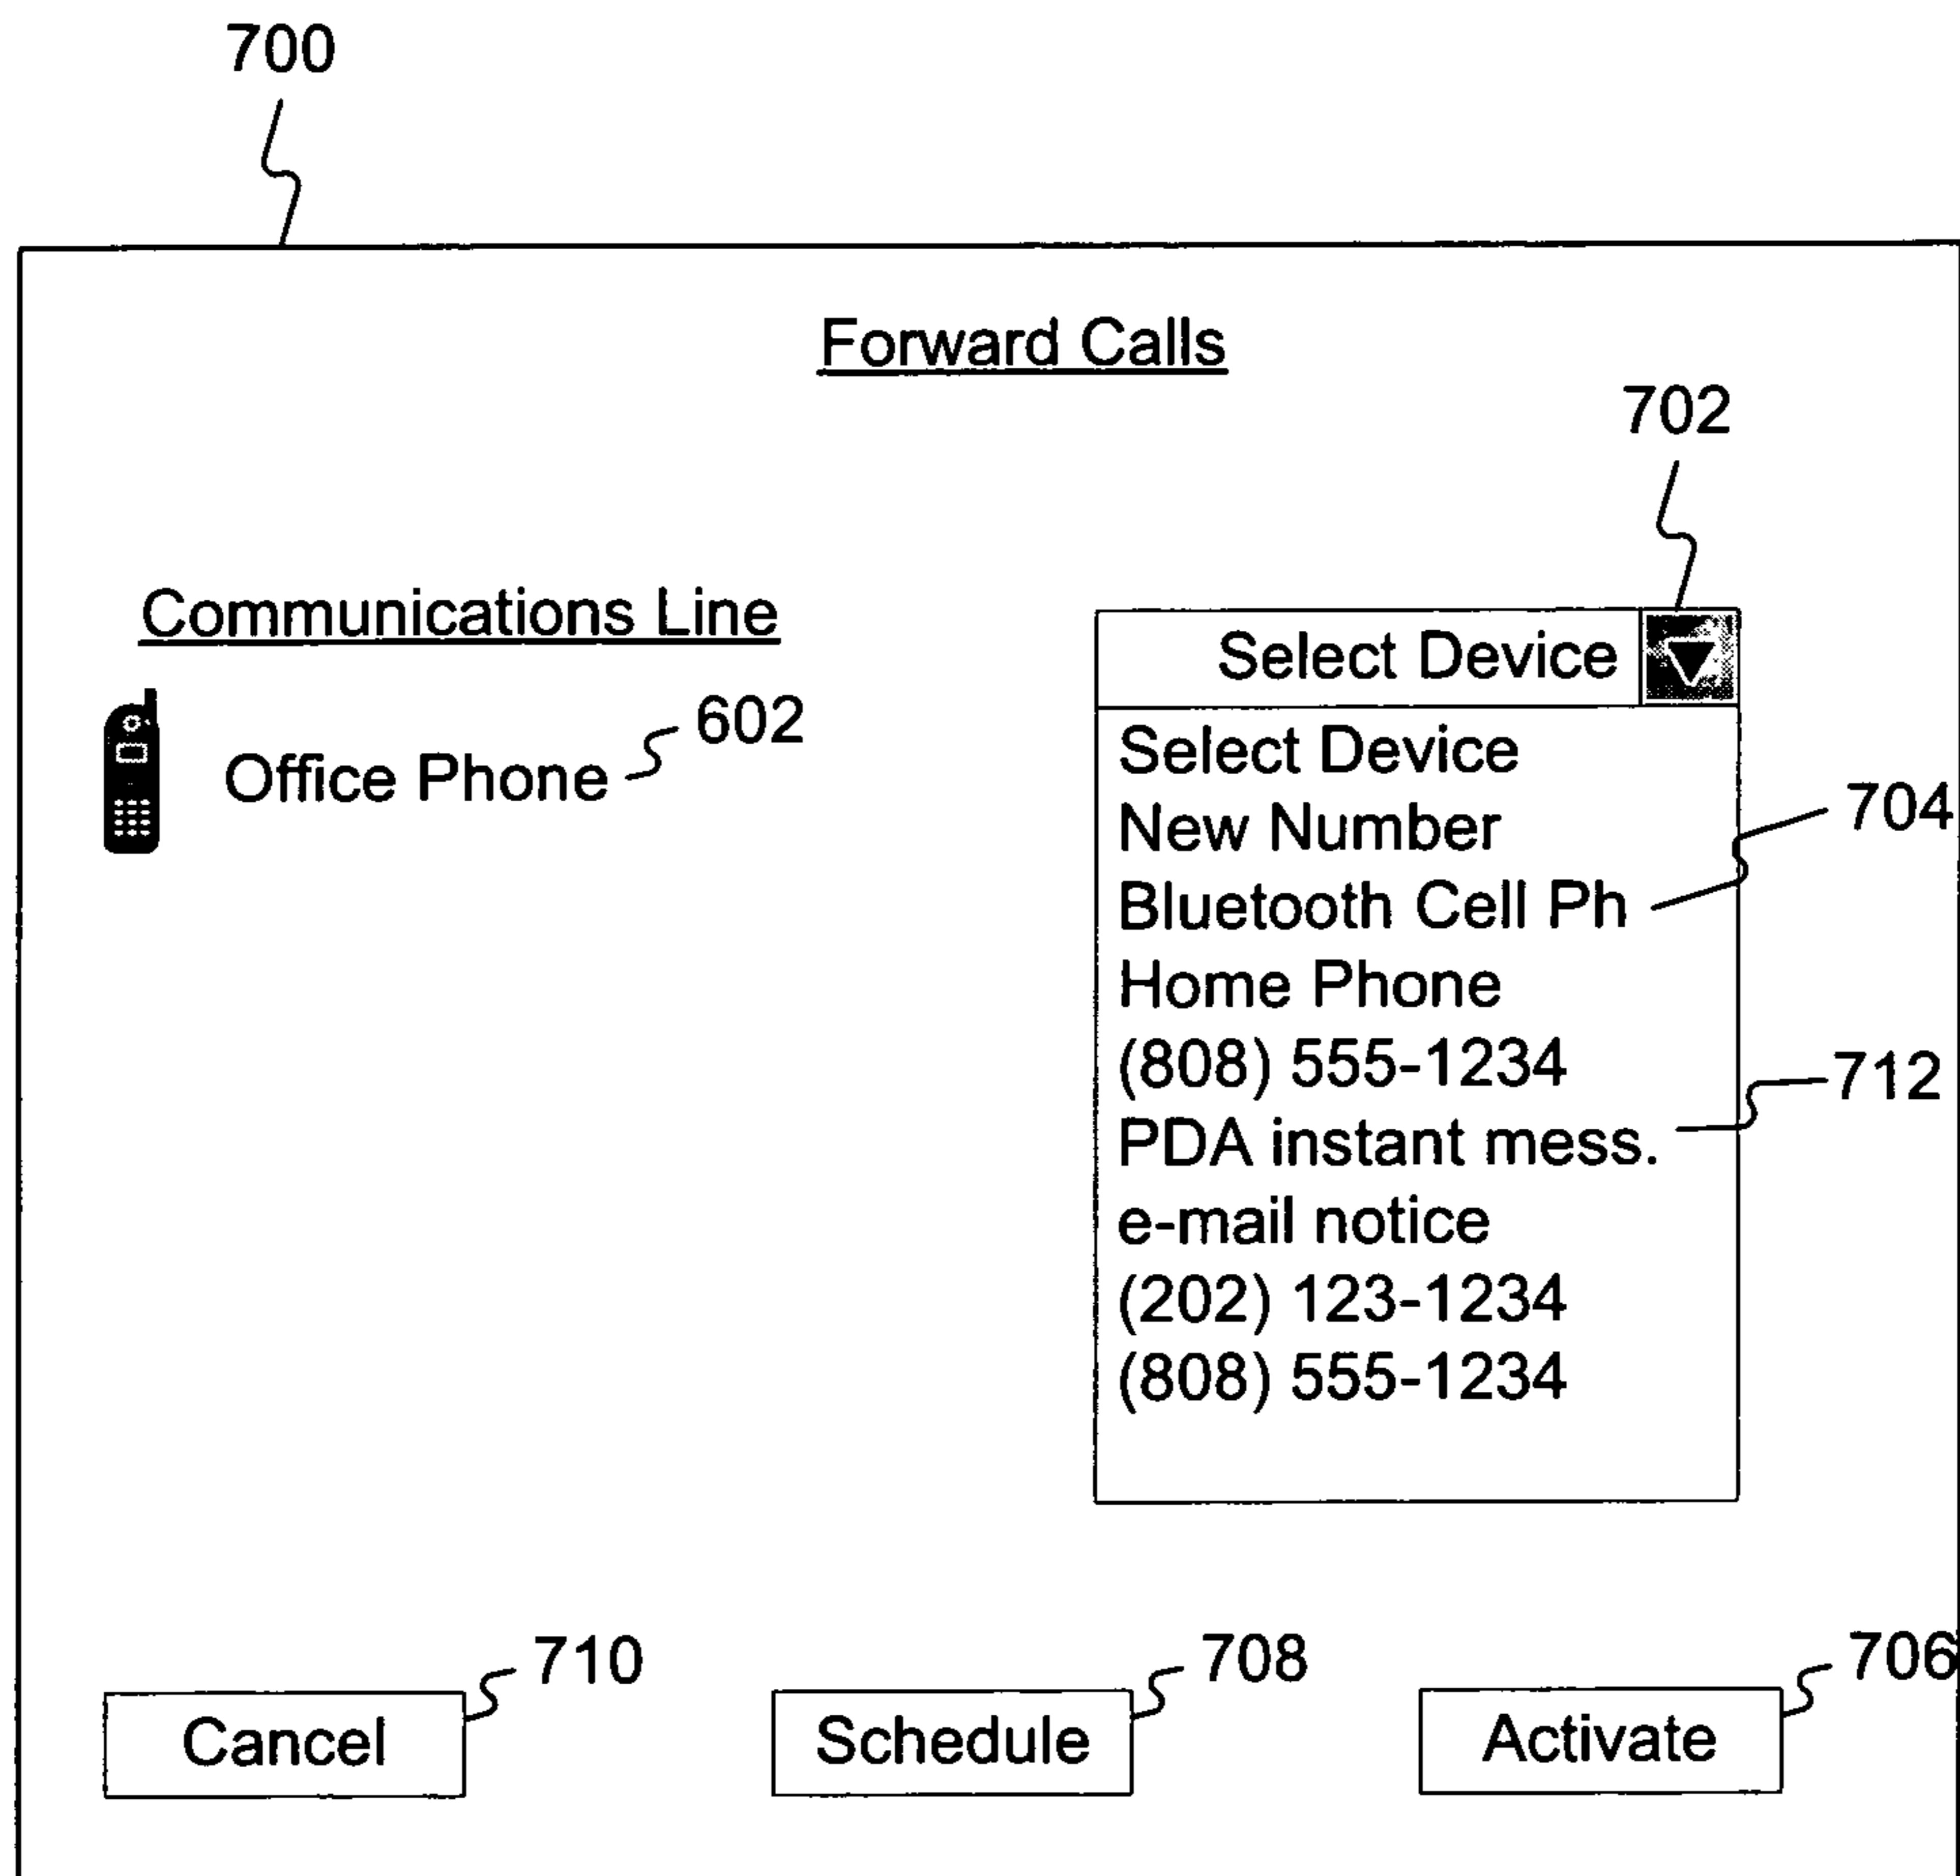 700
Forward Calls
702
Communications Line
Select Device
Office Phone
602
Select Device
New Number
704
Bluetooth Cell Ph
Home Phone
(808) 555-1234
712
PDA instant mess.
e-mail notice
(202) 123-1234
(808) 555-1234
710
708
706
Cancel
Schedule
Activate